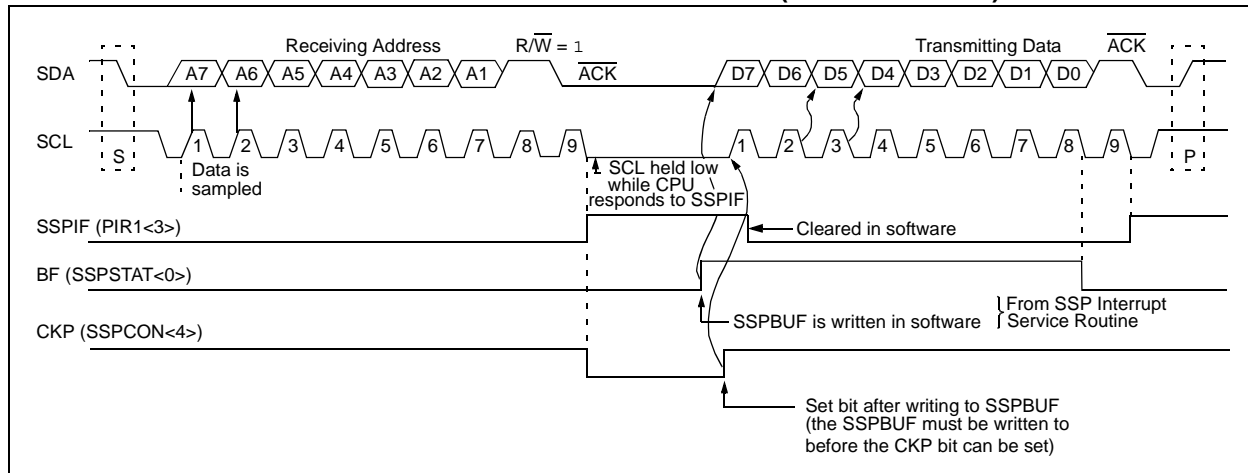 Receiving Address R/W = 1 Transmitting Data ACK
SDA A7 A6 A5 A4 A3 A2 A1 ACK D7 D6 D5 D4 D3 D2 D1 D0
SCL 1 2 3 4 5 6 7 8 9 1 2 3 4 5 6 7 8 9
S P
Data is
sampled
SCL held low
while CPU
responds to SSPIF
SSPIF (PIR1<3>)
Cleared in software
BF (SSPSTAT<0>)
SSPBUF is written in software
From SSP Interrupt
Service Routine
CKP (SSPCON<4>)
Set bit after writing to SSPBUF
(the SSPBUF must be written to
before the CKP bit can be set)